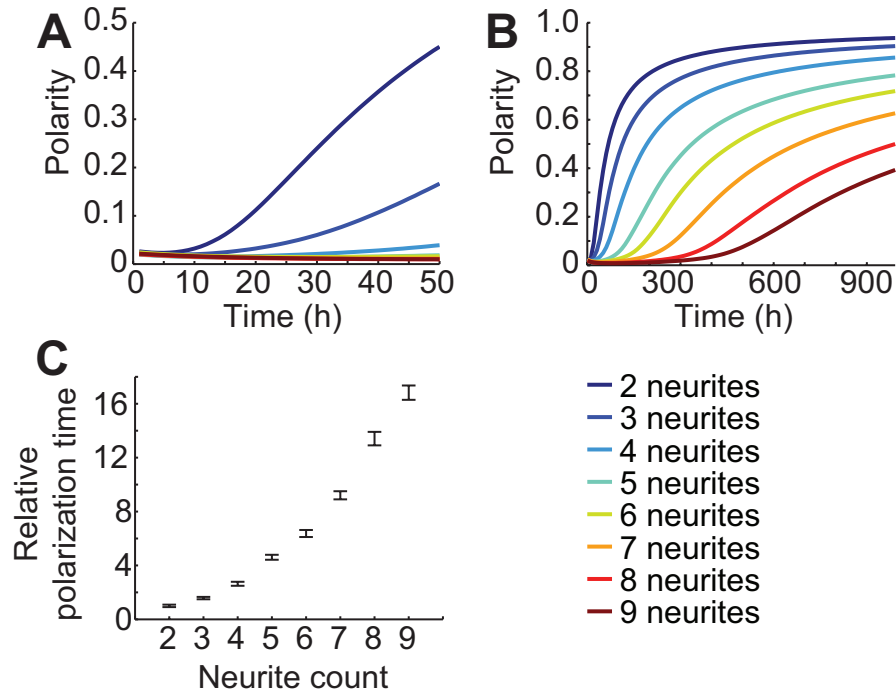 A
0.5
0.4
0.3
0.2
0.1
0
Polarity
0 10 20 30 40 50
Time (h)
B
1.0
0.8
0.6
0.4
0.2
0
Polarity
0 300 600 900
Time (h)
C
16
12
8
4
0
Relative
polarization time
2 3 4 5 6 7 8 9
Neurite count
2 neurites
3 neurites
4 neurites
5 neurites
6 neurites
7 neurites
8 neurites
9 neurites